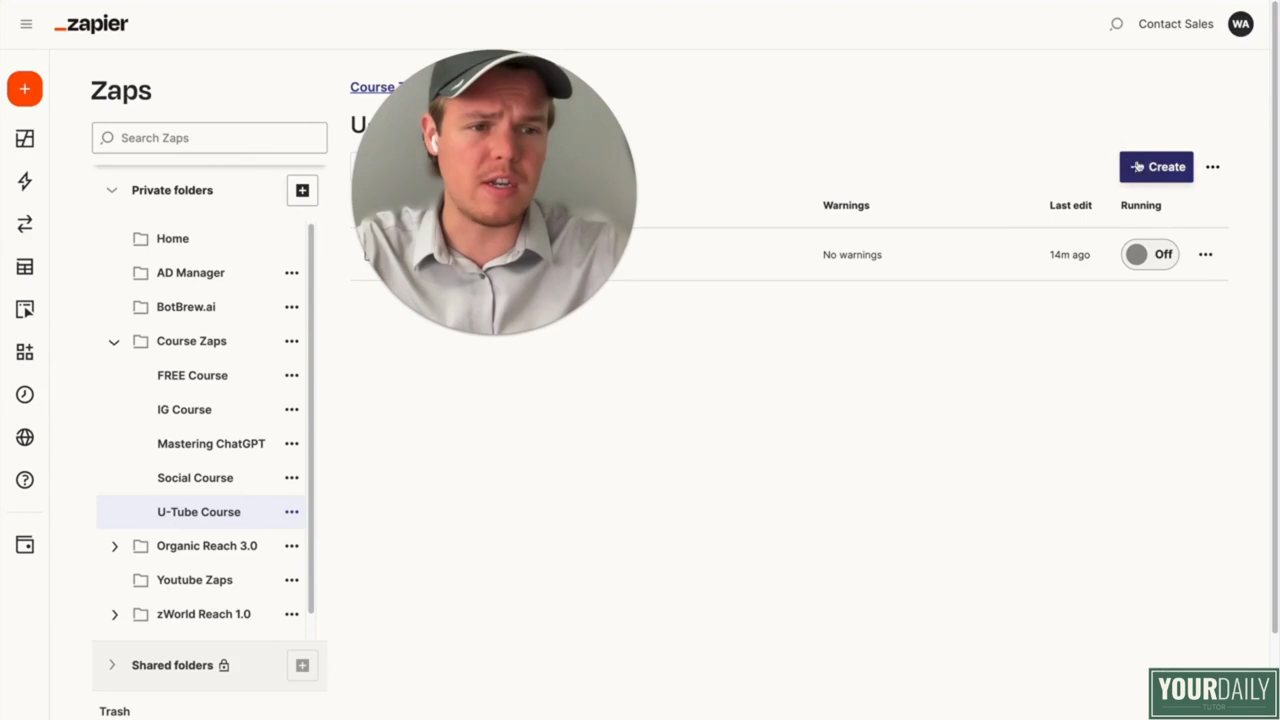 zapier
Contact Sales
WA
Zaps
Search Zaps
Private folders
Home
AD Manager
BotBrew.ai
Course Zaps
FREE Course
IG Course
Mastering ChatGPT
Social Course
U-Tube Course
Organic Reach 3.0
Youtube Zaps
zWorld Reach 1.0
Shared folders
Trash
Course
Create
Warnings
Last edit
Running
No warnings
14m ago
Off
YOURDAILY
TUTOR